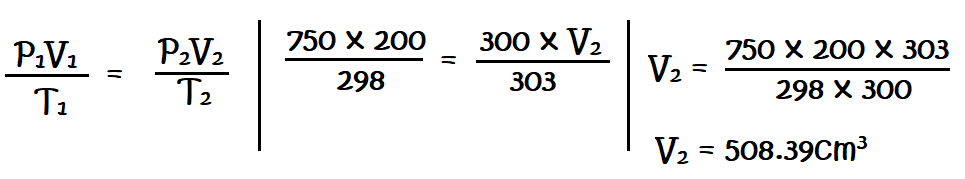 P₁V₁ / T₁ = P₂V₂ / T₂
750 X 200 / 298 = 300 X V₂ / 303
V₂ = 750 X 200 X 303 / 298 X 300
V₂ = 508.39Cm³